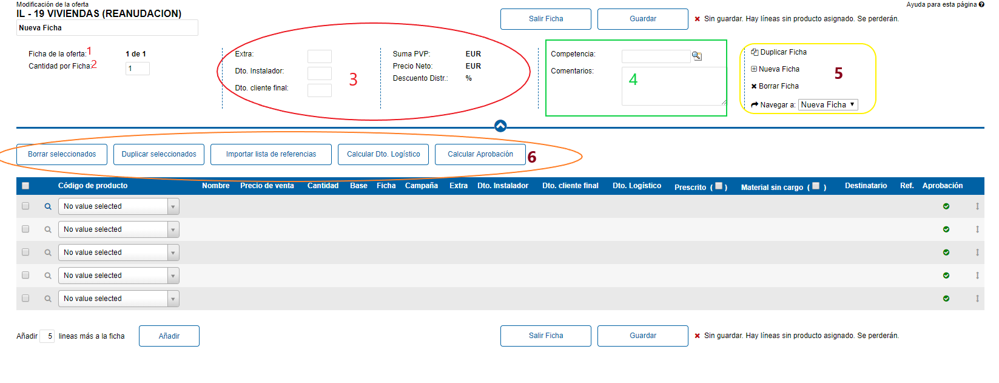 Modificación de la oferta
Ayuda para esta página
IL - 19 VIVIENDAS (REANUDACION)
Nueva Ficha
Salir Ficha
Guardar
Sin guardar. Hay líneas sin producto asignado. Se perderán.
Ficha de la oferta: 1
1 de 1
Cantidad por Ficha: 2
1
Extra:
Dto. Instalador:
Dto. cliente final:
3
Suma PVP:
EUR
Precio Neto:
EUR
Descuento Distr.:
%
Competencia:
Comentarios:
4
Duplicar Ficha
Nueva Ficha
Borrar Ficha
Navegar a: Nueva Ficha
5
Borrar seleccionados
Duplicar seleccionados
Importar lista de referencias
Calcular Dto. Logístico
Calcular Aprobación
6
Código de producto Nombre Precio de venta Cantidad Base Ficha Campaña Extra Dto. Instalador Dto. cliente final Dto. Logístico Prescrito ( ) Material sin cargo ( ) Destinatario Ref. Aprobación
No value selected
No value selected
No value selected
No value selected
No value selected
Añadir 5 lineas más a la ficha
Añadir
Salir Ficha
Guardar
Sin guardar. Hay líneas sin producto asignado. Se perderán.